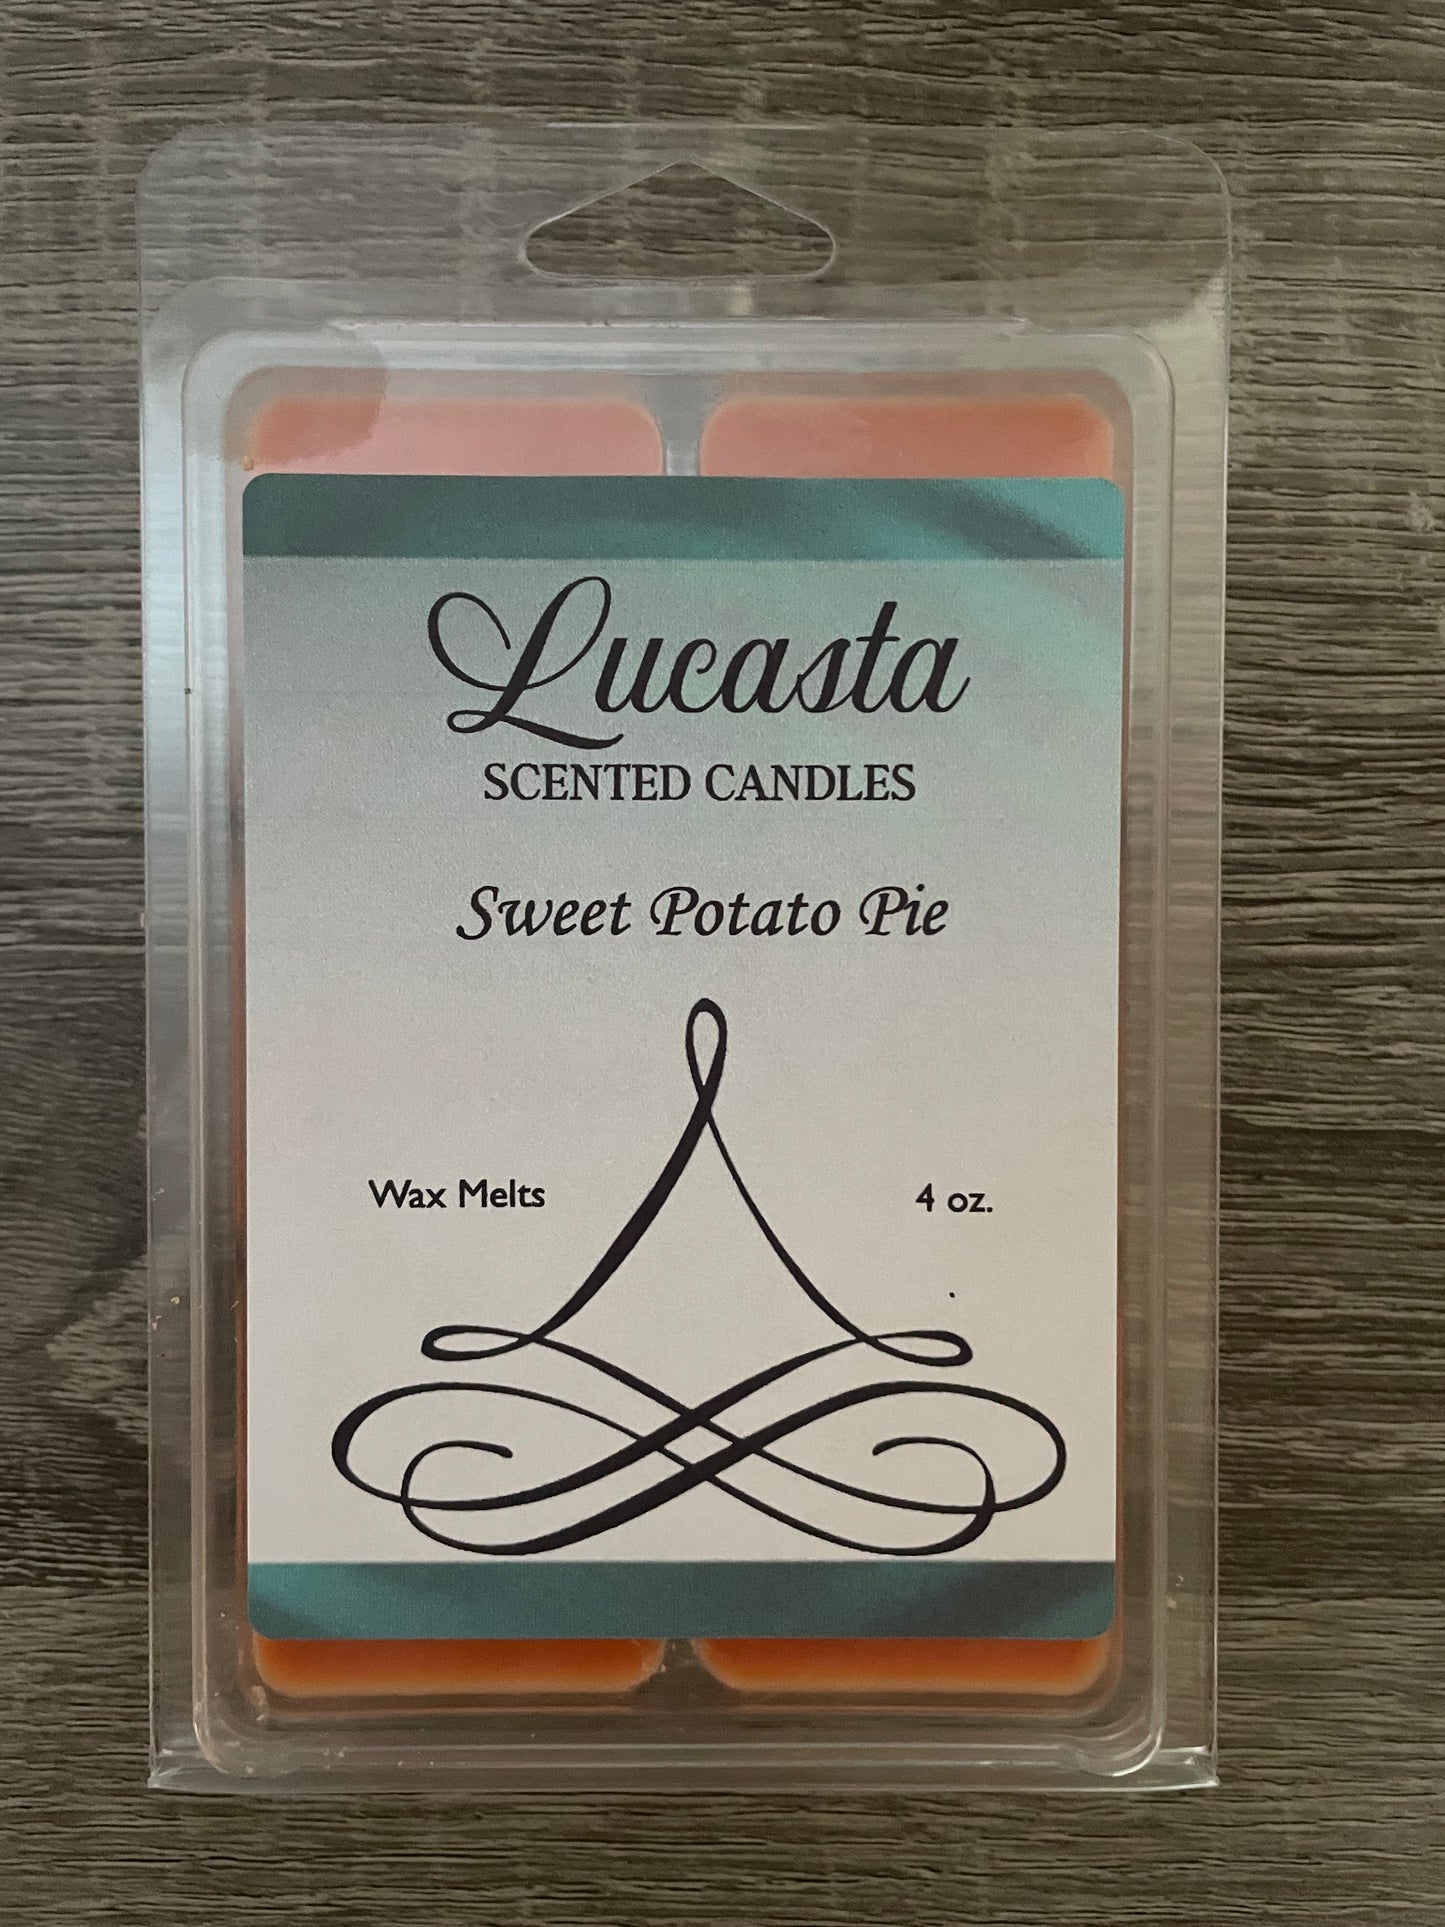 Lucasta
SCENTED CANDLES
Sweet Potato Pie
Wax Melts
4 oz.